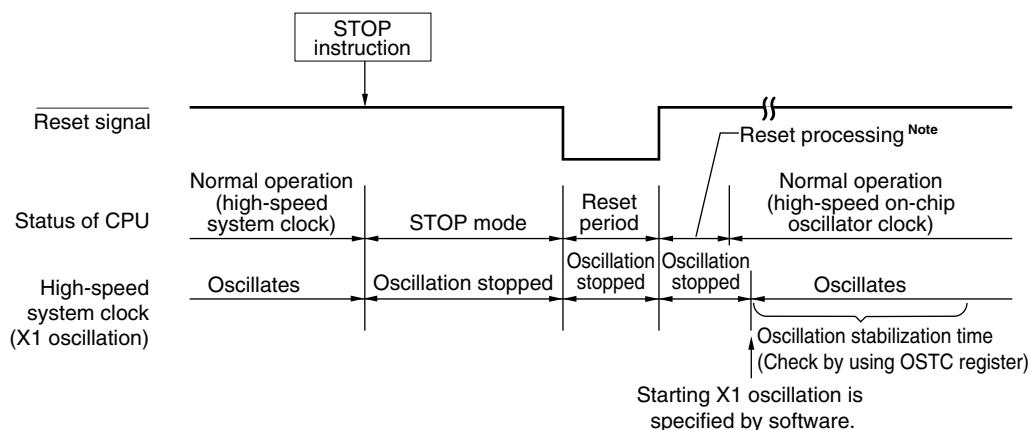 STOP
instruction
Reset signal
Reset processing Note
Status of CPU
Normal operation
(high-speed
system clock)
STOP mode
Reset
period
Normal operation
(high-speed on-chip
oscillator clock)
High-speed
system clock
(X1 oscillation)
Oscillates
Oscillation stopped
Oscillation
stopped
Oscillation
stopped
Oscillates
Oscillation stabilization time
(Check by using OSTC register)
Starting X1 oscillation is
specified by software.